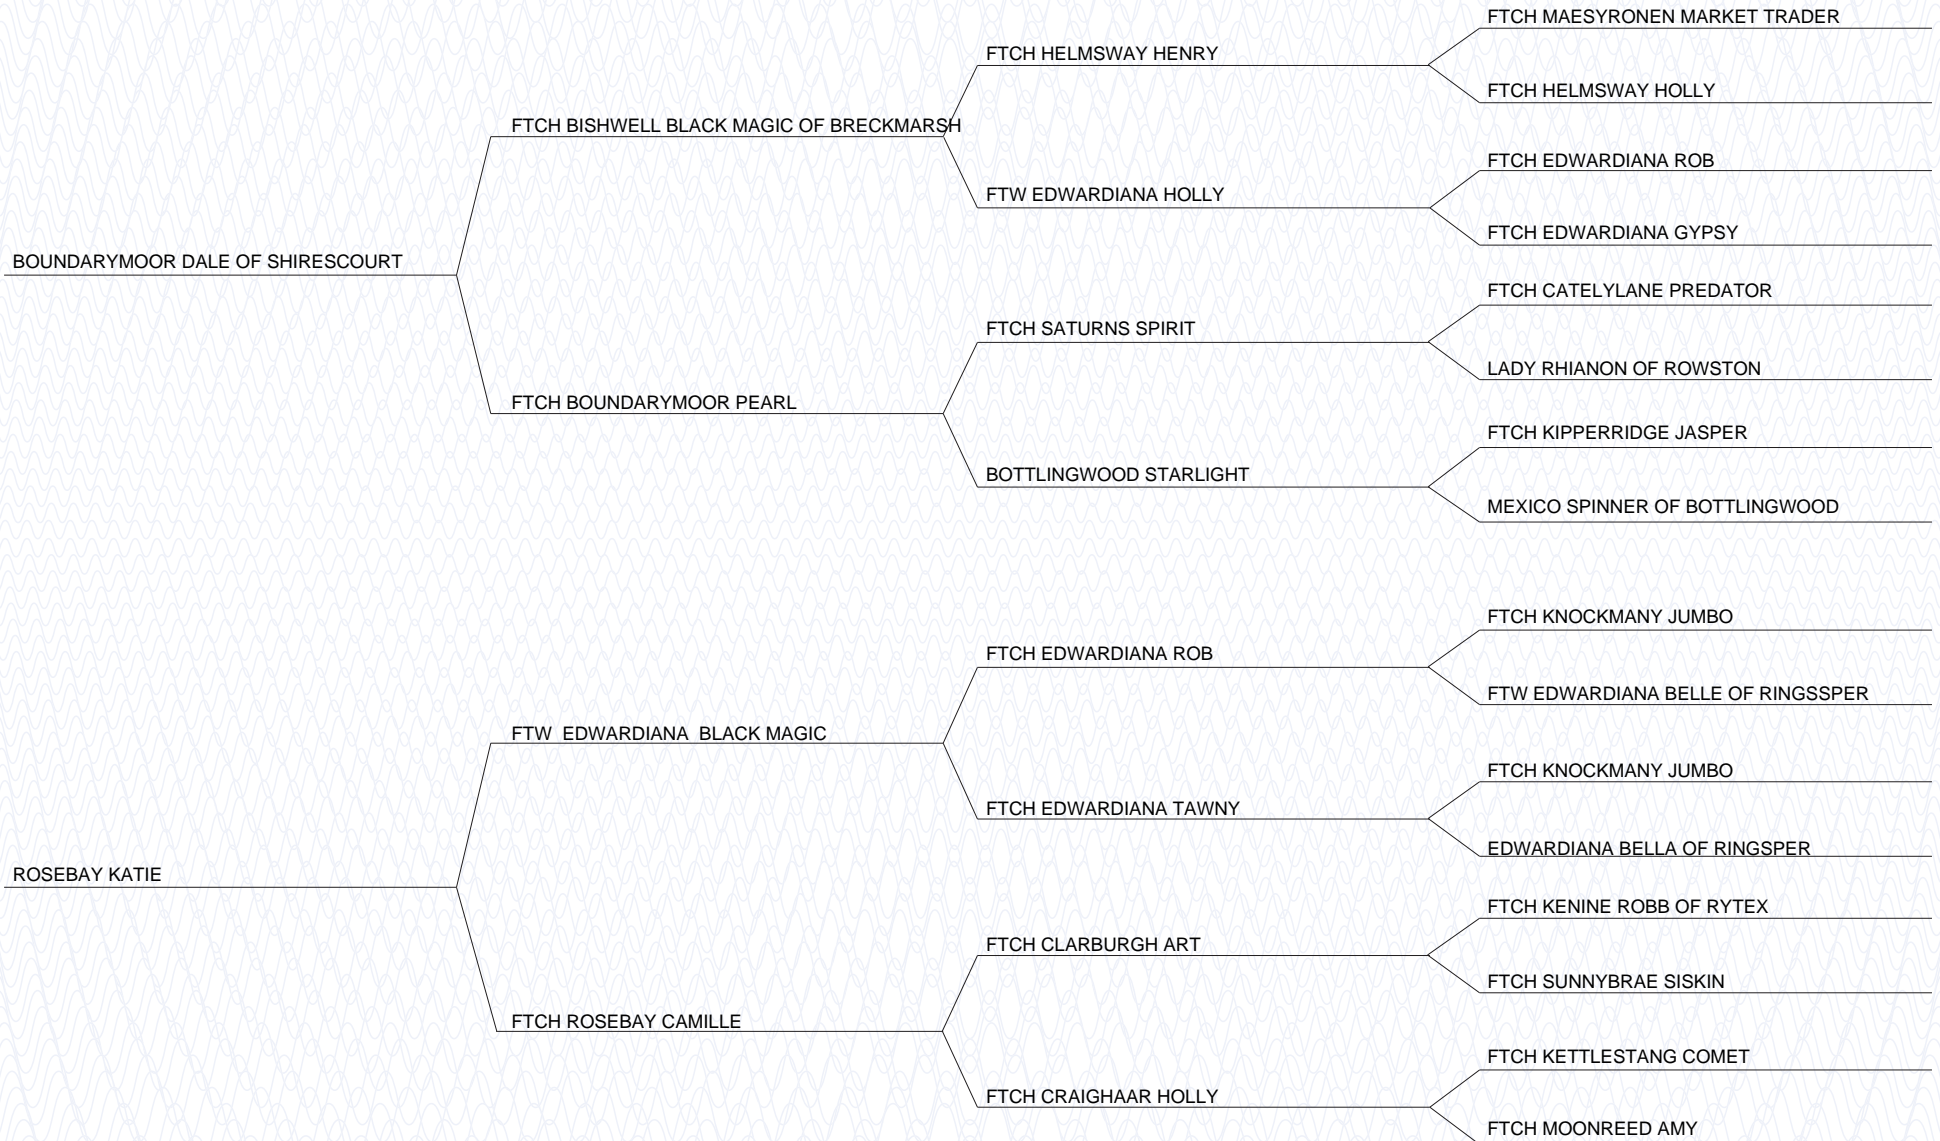 FTCH MAESYRONEN MARKET TRADER
FTCH HELMSWAY HENRY
FTCH HELMSWAY HOLLY
FTCH BISHWELL BLACK MAGIC OF BRECKMARSH
FTCH EDWARDIANA ROB
FTW EDWARDIANA HOLLY
FTCH EDWARDIANA GYPSY
BOUNDARYMOOR DALE OF SHIRESCOURT
FTCH CATELYLANE PREDATOR
FTCH SATURNS SPIRIT
LADY RHIANON OF ROWSTON
FTCH BOUNDARYMOOR PEARL
FTCH KIPPERRIDGE JASPER
BOTTLINGWOOD STARLIGHT
MEXICO SPINNER OF BOTTLINGWOOD
FTCH KNOCKMANY JUMBO
FTCH EDWARDIANA ROB
FTW EDWARDIANA BELLE OF RINGSSPER
FTW  EDWARDIANA  BLACK MAGIC
FTCH KNOCKMANY JUMBO
FTCH EDWARDIANA TAWNY
EDWARDIANA BELLA OF RINGSPER
ROSEBAY KATIE
FTCH KENINE ROBB OF RYTEX
FTCH CLARBURGH ART
FTCH SUNNYBRAE SISKIN
FTCH ROSEBAY CAMILLE
FTCH KETTLESTANG COMET
FTCH CRAIGHAAR HOLLY
FTCH MOONREED AMY